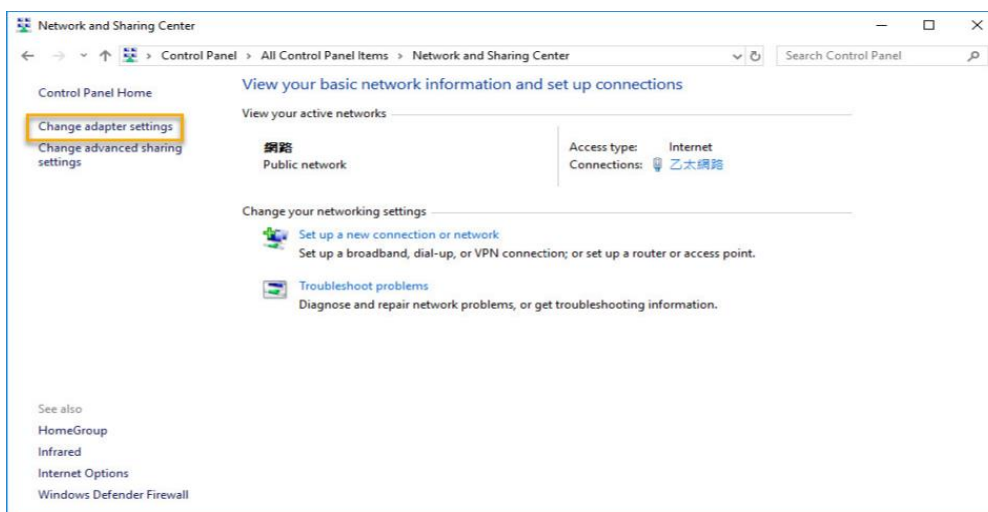 Network and Sharing Center
Control Panel > All Control Panel Items > Network and Sharing Center
Search Control Panel
Control Panel Home
Change adapter settings
Change advanced sharing
settings
View your basic network information and set up connections
View your active networks
網路
Public network
Access type: Internet
Connections: 乙太網路
Change your networking settings
Set up a new connection or network
Set up a broadband, dial-up, or VPN connection; or set up a router or access point.
Troubleshoot problems
Diagnose and repair network problems, or get troubleshooting information.
See also
HomeGroup
Infrared
Internet Options
Windows Defender Firewall